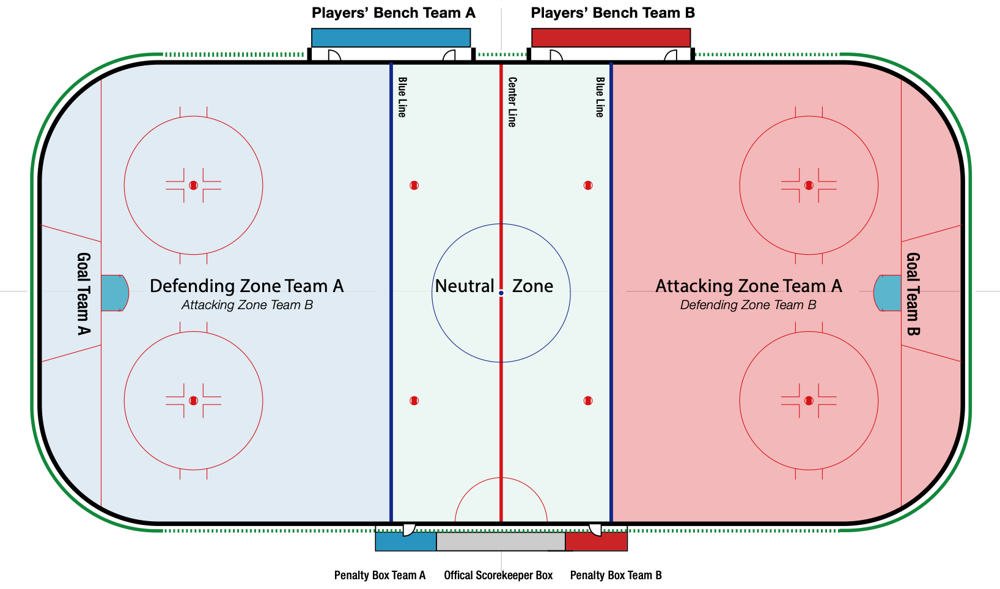 Players’ Bench Team A
Players’ Bench Team B
Blue Line
Center Line
Blue Line
Goal Team A
Defending Zone Team A
Attacking Zone Team B
Neutral Zone
Attacking Zone Team A
Defending Zone Team B
Goal Team B
Penalty Box Team A
Offical Scorekeeper Box
Penalty Box Team B